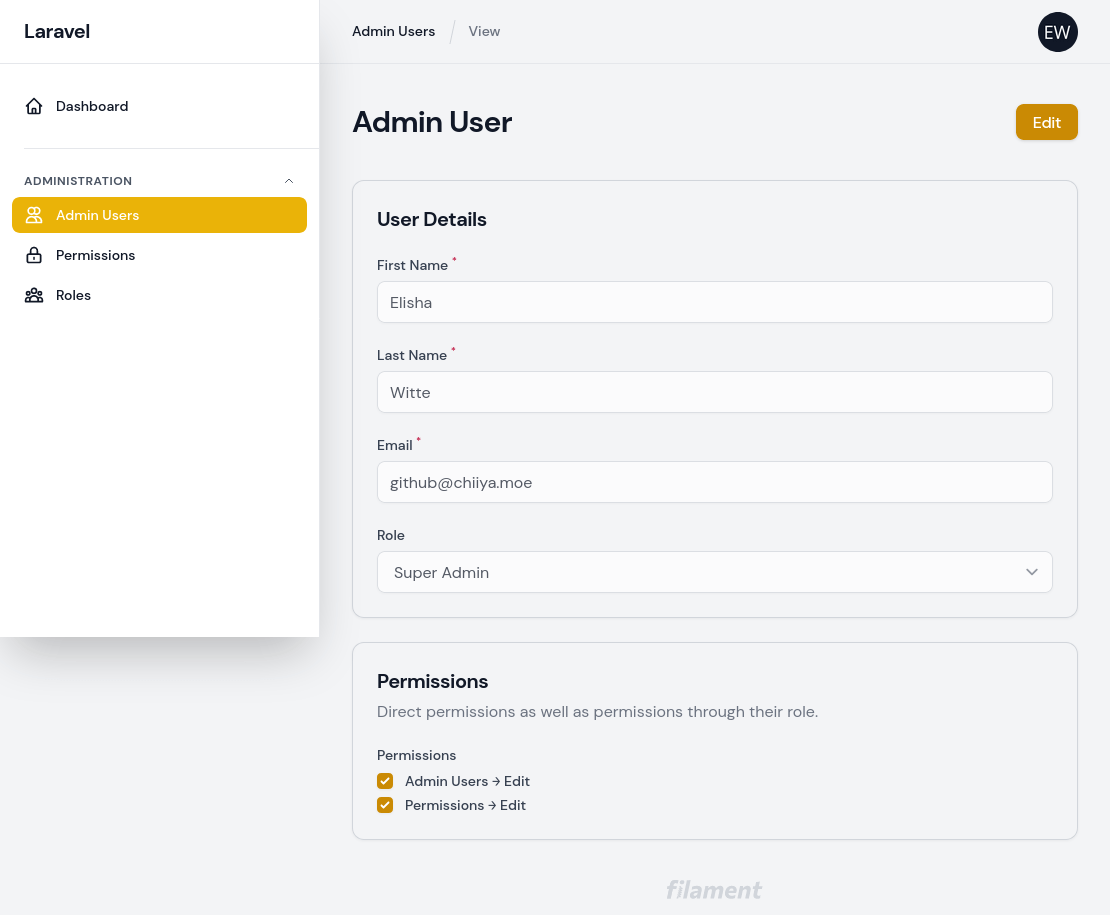 Laravel
Dashboard
ADMINISTRATION
Admin Users
Permissions
Roles
Admin Users / View
EW
Admin User
Edit
User Details
First Name *
Elisha
Last Name *
Witte
Email *
github@chiiya.moe
Role
Super Admin
Permissions
Direct permissions as well as permissions through their role.
Permissions
Admin Users → Edit
Permissions → Edit
filament